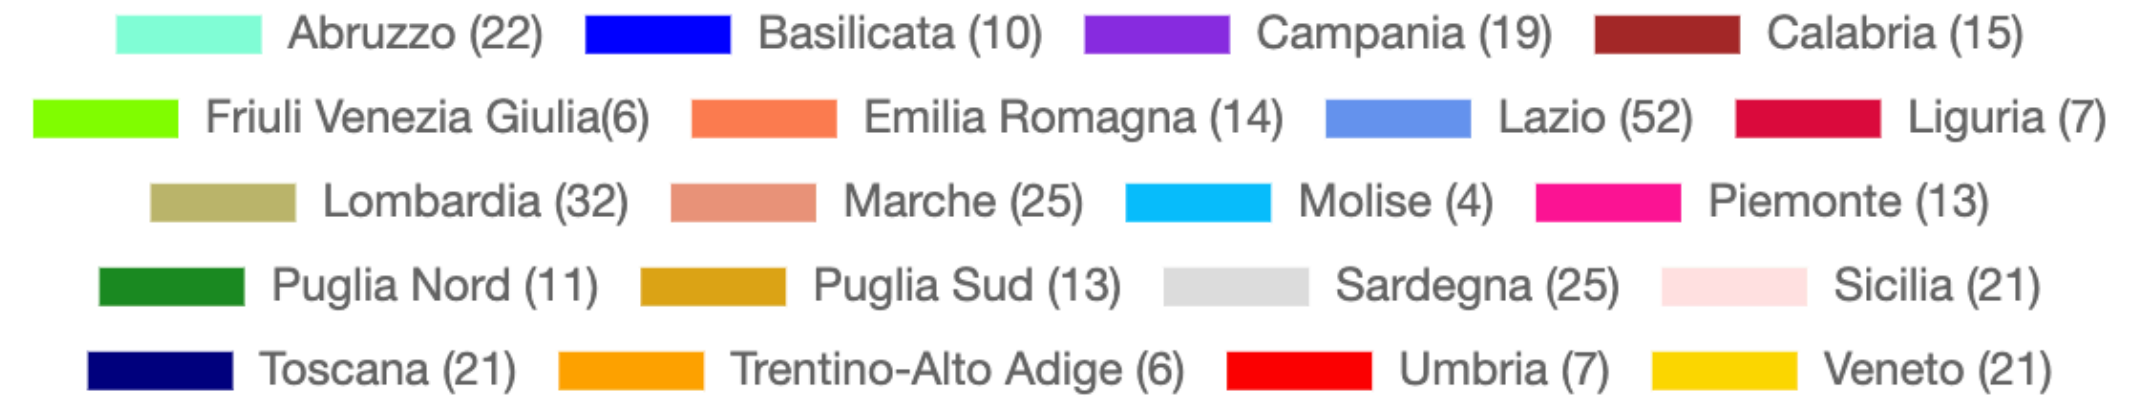 Abruzzo (22) Basilicata (10) Campania (19) Calabria (15)
Friuli Venezia Giulia(6) Emilia Romagna (14) Lazio (52) Liguria (7)
Lombardia (32) Marche (25) Molise (4) Piemonte (13)
Puglia Nord (11) Puglia Sud (13) Sardegna (25) Sicilia (21)
Toscana (21) Trentino-Alto Adige (6) Umbria (7) Veneto (21)